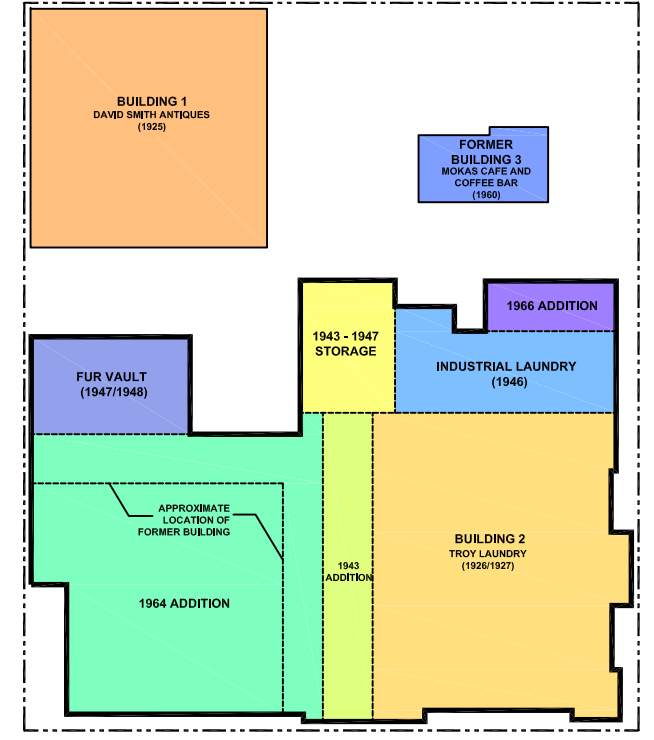 BUILDING 1
DAVID SMITH ANTIQUES
(1925)
FORMER
BUILDING 3
MOKAS CAFE AND
COFFEE BAR
(1960)
1966 ADDITION
1943 - 1947
STORAGE
INDUSTRIAL LAUNDRY
(1946)
FUR VAULT
(1947/1948)
APPROXIMATE
LOCATION OF
FORMER BUILDING
BUILDING 2
TROY LAUNDRY
(1926/1927)
1943
ADDITION
1964 ADDITION